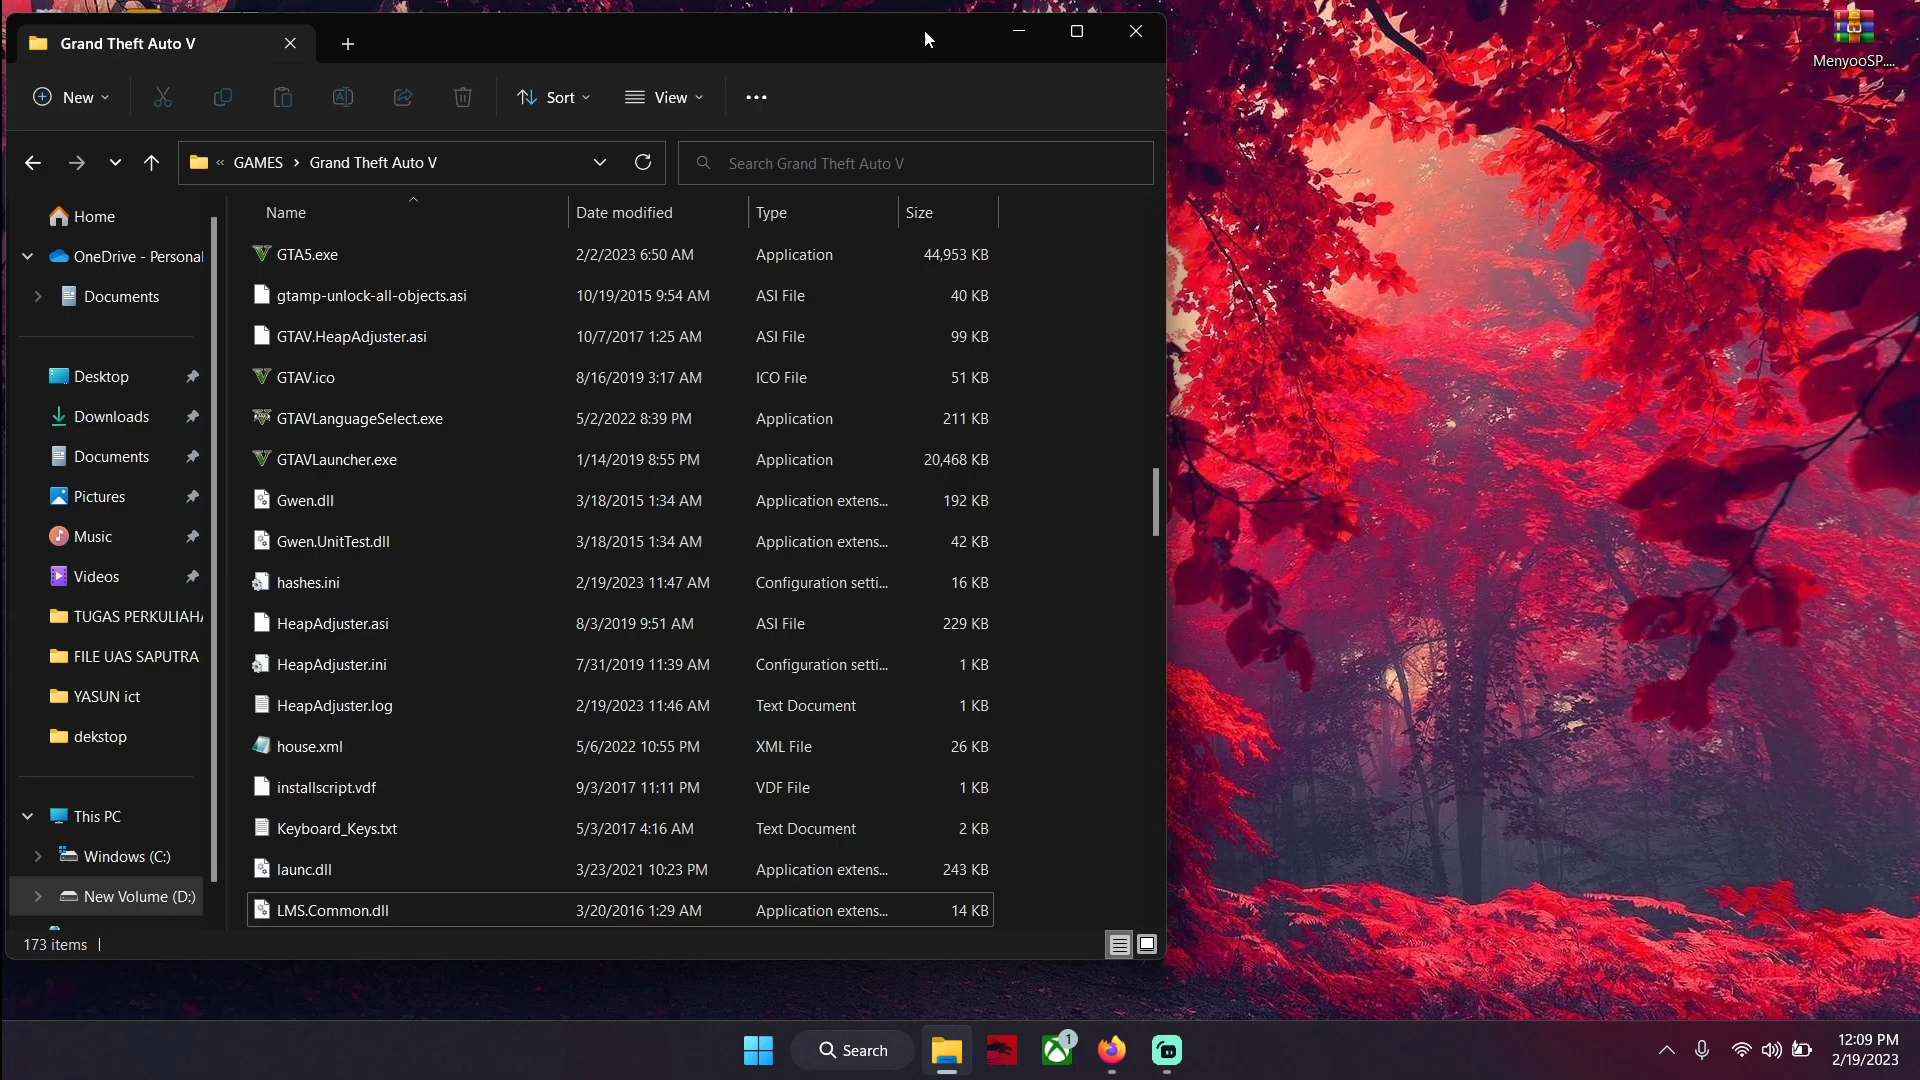 Grand Theft Auto V
New
Sort
View
« GAMES > Grand Theft Auto V
Search Grand Theft Auto V
MenyooSP....
Name Date modified Type Size
Home
OneDrive - Personal
Documents
Desktop
Downloads
Documents
Pictures
Music
Videos
TUGAS PERKULIAHA
FILE UAS SAPUTRA
YASUN ict
dekstop
This PC
Windows (C:)
New Volume (D:)
GTA5.exe 2/2/2023 6:50 AM Application 44,953 KB
gtamp-unlock-all-objects.asi 10/19/2015 9:54 AM ASI File 40 KB
GTAV.HeapAdjuster.asi 10/7/2017 1:25 AM ASI File 99 KB
GTAV.ico 8/16/2019 3:17 AM ICO File 51 KB
GTAVLanguageSelect.exe 5/2/2022 8:39 PM Application 211 KB
GTAVLauncher.exe 1/14/2019 8:55 PM Application 20,468 KB
Gwen.dll 3/18/2015 1:34 AM Application extens... 192 KB
Gwen.UnitTest.dll 3/18/2015 1:34 AM Application extens... 42 KB
hashes.ini 2/19/2023 11:47 AM Configuration setti... 16 KB
HeapAdjuster.asi 8/3/2019 9:51 AM ASI File 229 KB
HeapAdjuster.ini 7/31/2019 11:39 AM Configuration setti... 1 KB
HeapAdjuster.log 2/19/2023 11:46 AM Text Document 1 KB
house.xml 5/6/2022 10:55 PM XML File 26 KB
installscript.vdf 9/3/2017 11:11 PM VDF File 1 KB
Keyboard_Keys.txt 5/3/2017 4:16 AM Text Document 2 KB
launc.dll 3/23/2021 10:23 PM Application extens... 243 KB
LMS.Common.dll 3/20/2016 1:29 AM Application extens... 14 KB
173 items
Search
1
12:09 PM
2/19/2023